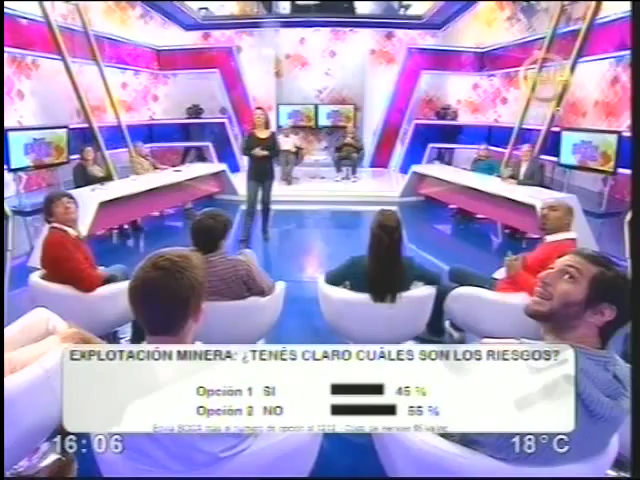 EXPLOTACIÓN MINERA: ¿TENÉS CLARO CUÁLES SON LOS RIESGOS?
Opción 1 SI 45 %
Opción 2 NO 55 %
16:06 18°C